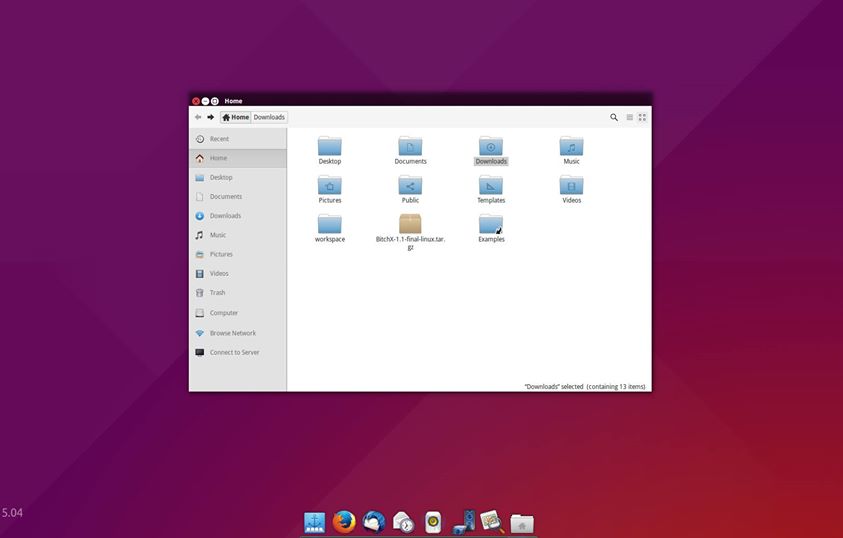 Home
Home Downloads
Recent
Home
Desktop
Documents
Downloads
Music
Pictures
Videos
Trash
Computer
Browse Network
Connect to Server
Desktop Documents Downloads Music
Pictures Public Templates Videos
workspace BitchX-1.1-final-linux.tar.
gz Examples
"Downloads" selected (containing 13 items)
5.04